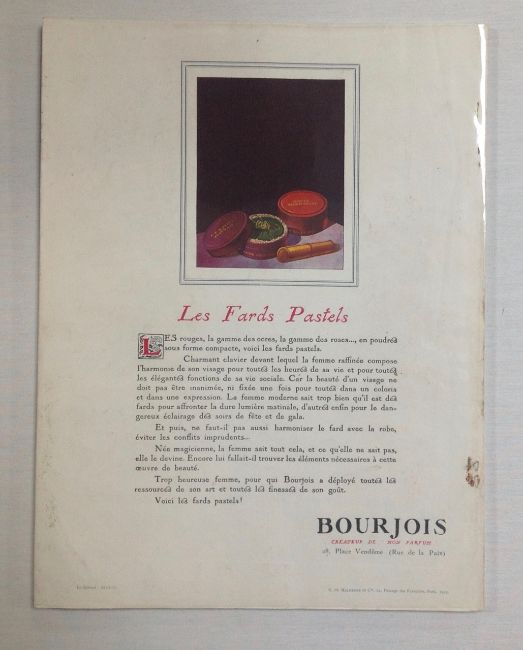 Les Fards Pastels
LES rouges, la gamme des ocres, la gamme des rosés..., en poudres
sous forme compacte, voici les fards pastels.
Charmant clavier devant lequel la femme raffinée compose
l'harmonie de son visage pour toutes les heures de sa vie et pour toutes
les élégantes fonctions de sa vie sociale. Car la beauté d'un visage ne
doit pas être inanimée, ni fixée une fois pour toutes dans un coloris
et dans une expression. La femme moderne sait trop bien qu'il est des
fards pour affronter la dure lumière matinale, d'autres enfin pour le dan-
gereux éclairage des soirs de fête et de gala.
Et puis, ne faut-il pas aussi harmoniser le fard avec la robe,
éviter les conflits imprudents...
Née magicienne, la femme sait tout cela, et ce qu'elle ne sait pas,
elle le devine. Encore lui fallait-il trouver les éléments nécessaires à cette
œuvre de beauté.
Trop heureuse femme, pour qui Bourjois a déployé toutes les
ressources de son art et toutes les finesses de son goût.
Voici les fards pastels!
BOURJOIS
CRÉATEUR DE MON PARFUM
28, Place Vendôme (Rue de la Paix)